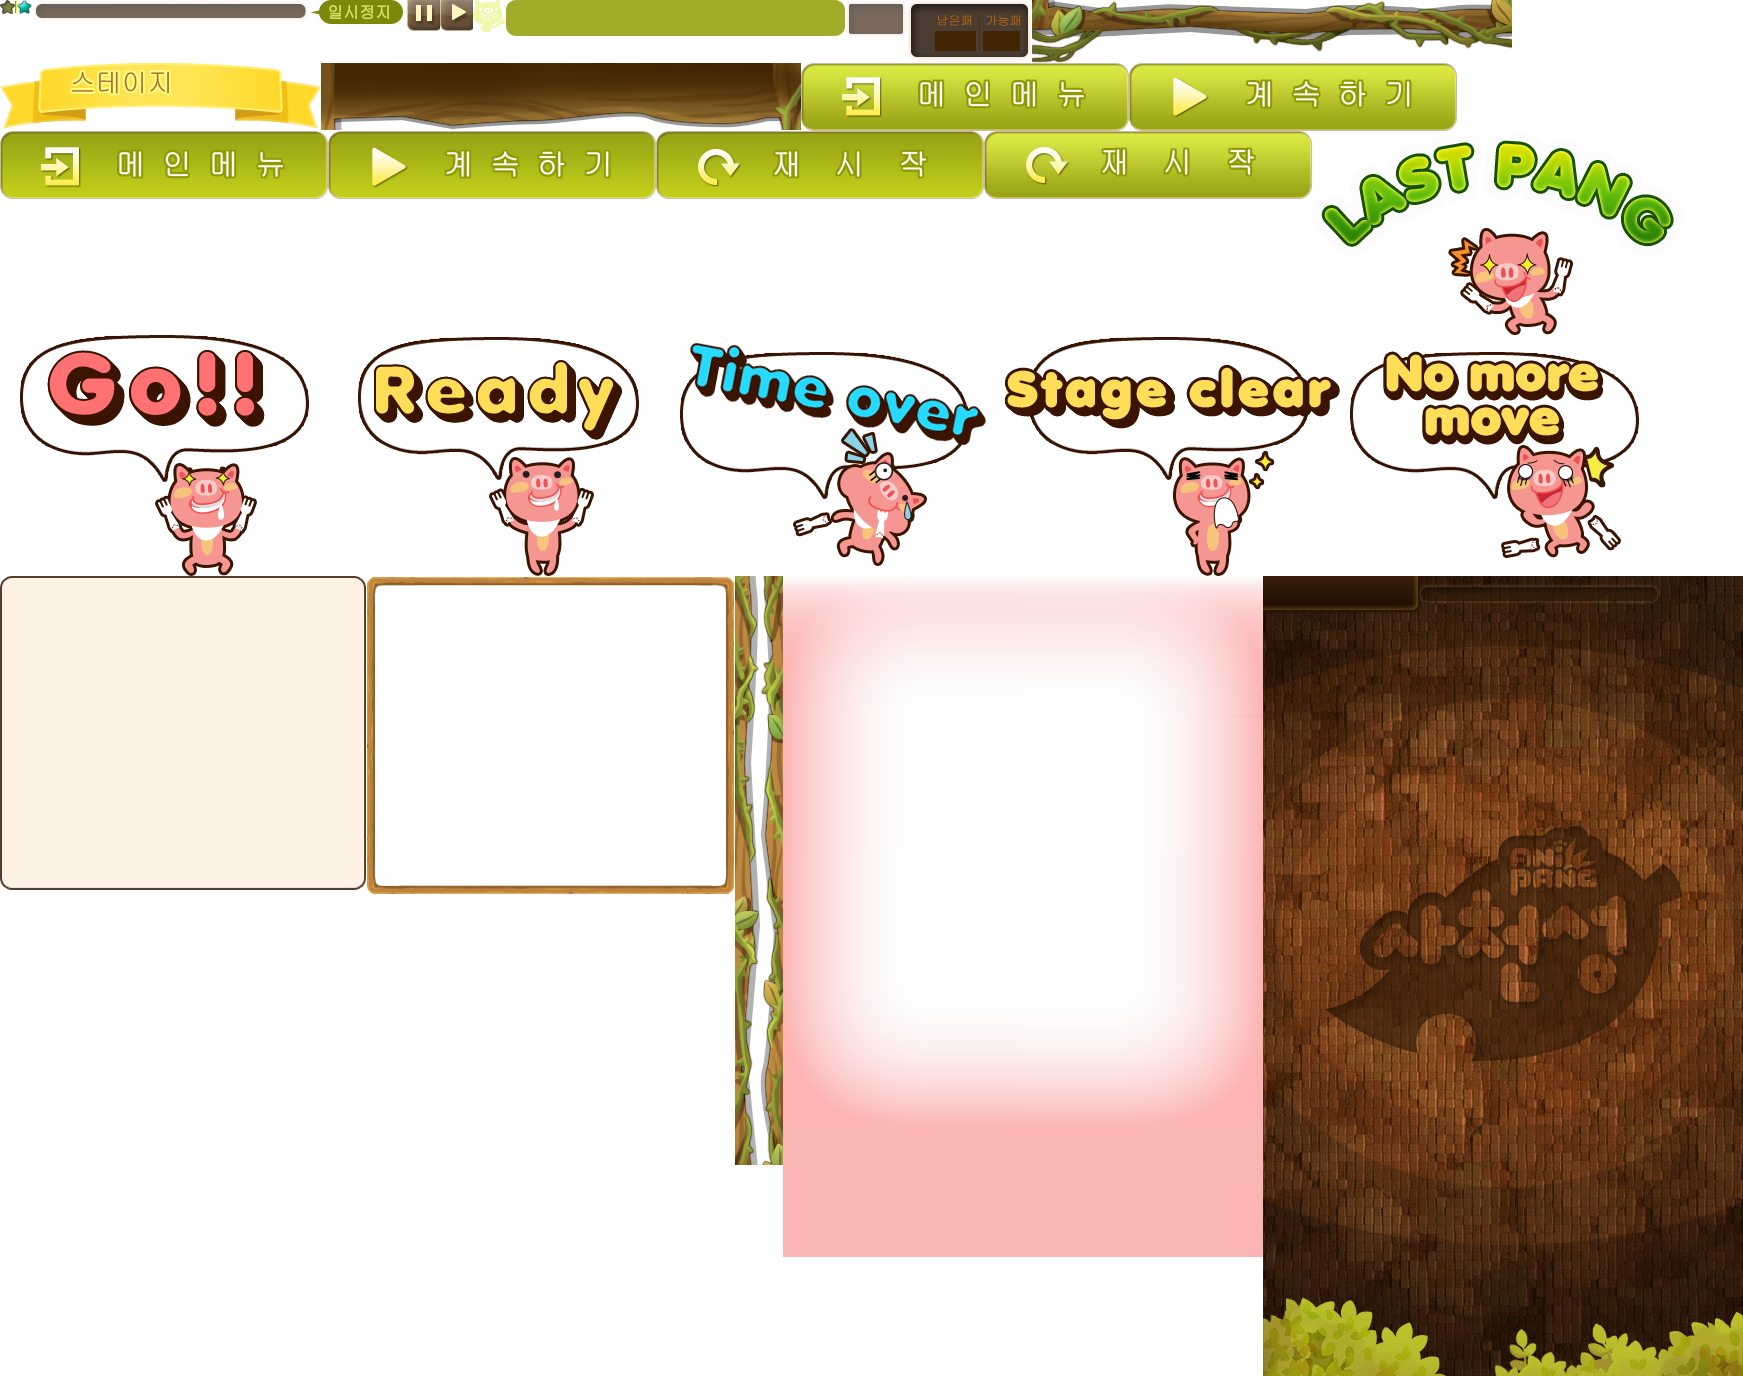 일시정지
남은패 가능패
스테이지
메인메뉴
계속하기
메인메뉴
계속하기
재시작
재시작
LAST PANG
Go!!
Ready
Time over
Stage clear
No more
move
ANi
PANG
사천성